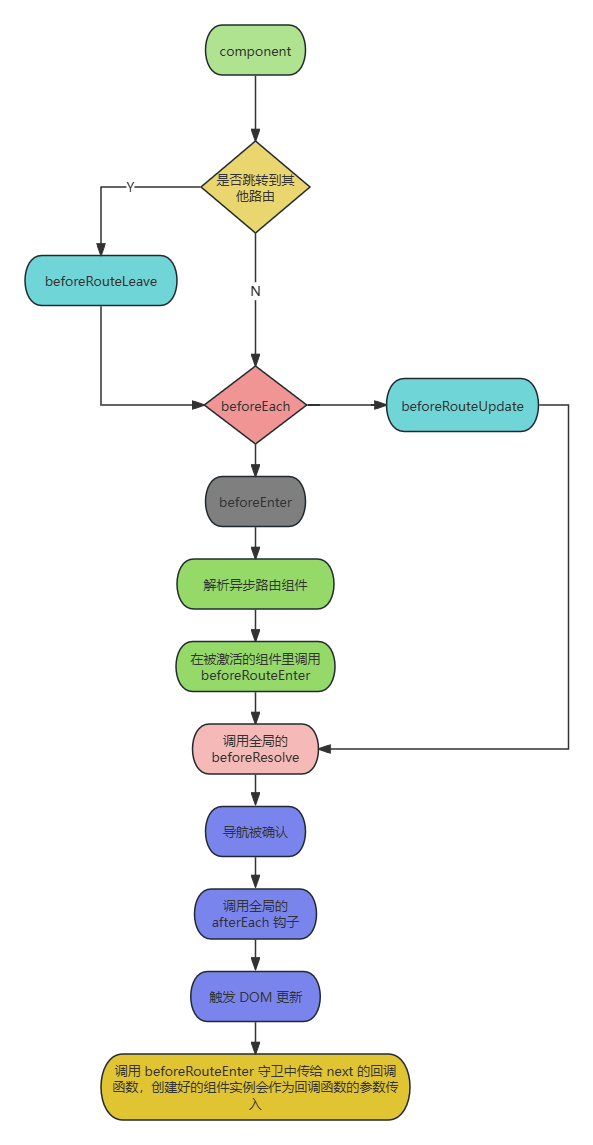 component
是否跳转到其
他路由
Y
beforeRouteLeave
N
beforeEach
beforeRouteUpdate
beforeEnter
解析异步路由组件
在被激活的组件里调用
beforeRouteEnter
调用全局的
beforeResolve
导航被确认
调用全局的
afterEach 钩子
触发 DOM 更新
调用 beforeRouteEnter 守卫中传给 next 的回调
函数，创建好的组件实例会作为回调函数的参数传
入